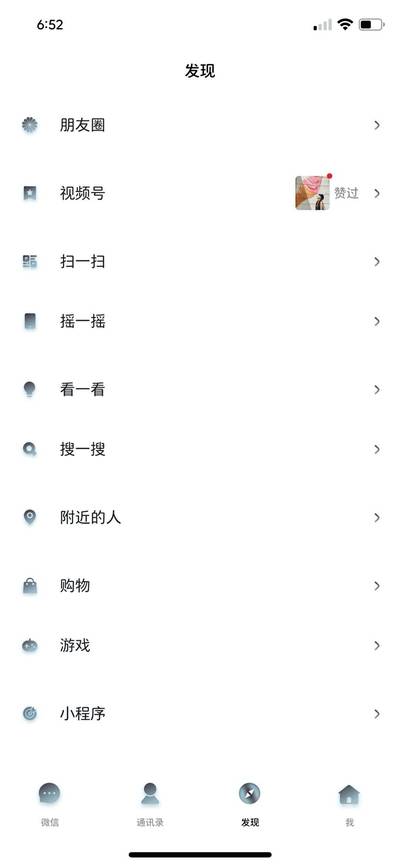 6:52
发现
朋友圈
视频号 赞过
扫一扫
摇一摇
看一看
搜一搜
附近的人
购物
游戏
小程序
微信 通讯录 发现 我